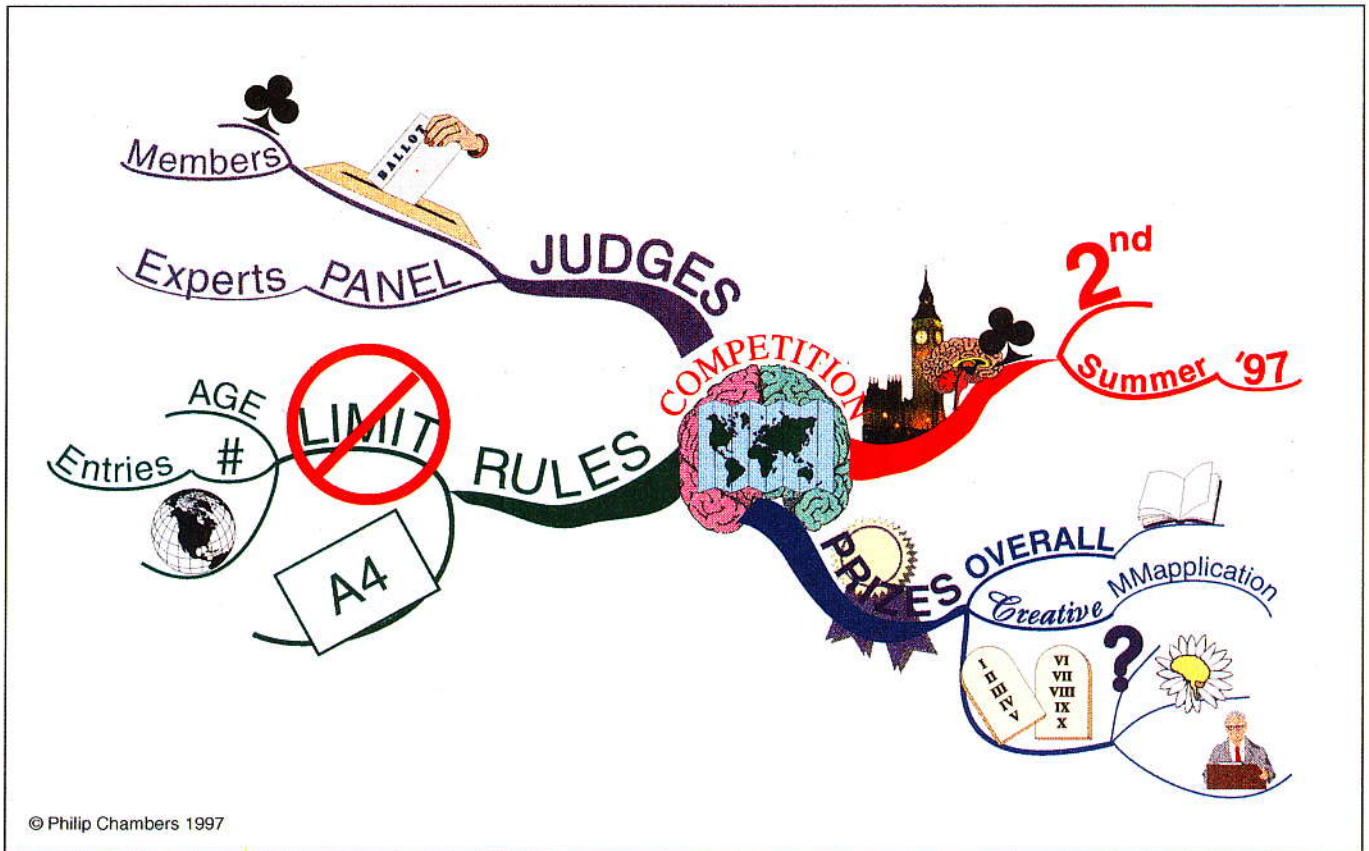 COMPETITION
2nd
Summer '97
PRIZES
OVERALL
Creative MMapplication
I
II
III
IV
V
VI
VII
VIII
IX
X
?
RULES
LIMIT
AGE
#
Entries
A4
JUDGES
PANEL
Experts
BALLOT
Members
© Philip Chambers 1997